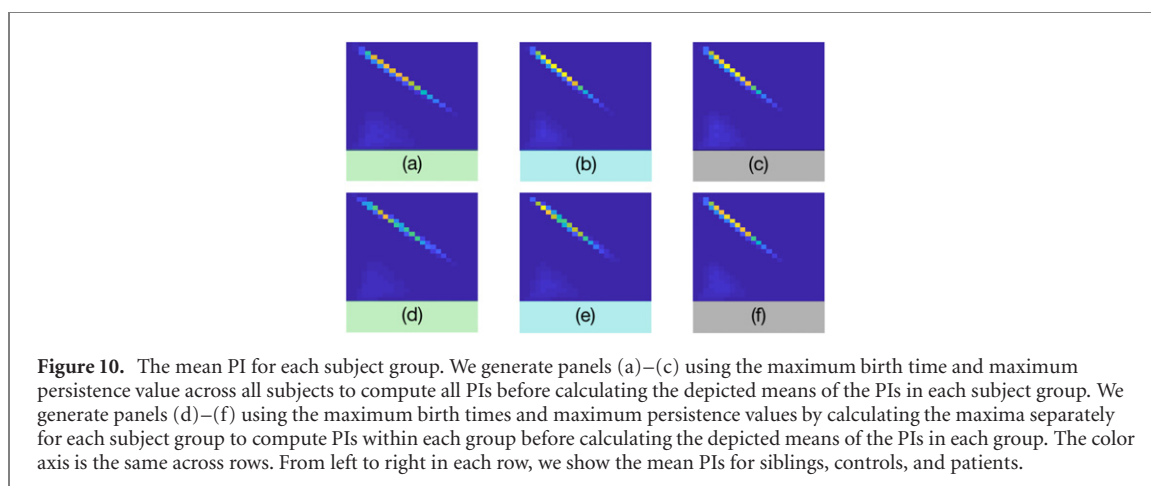 (a) (b) (c)
(d) (e) (f)
Figure 10. The mean PI for each subject group. We generate panels (a)–(c) using the maximum birth time and maximum
persistence value across all subjects to compute all PIs before calculating the depicted means of the PIs in each subject group. We
generate panels (d)–(f) using the maximum birth times and maximum persistence values by calculating the maxima separately
for each subject group to compute PIs within each group before calculating the depicted means of the PIs in each group. The color
axis is the same across rows. From left to right in each row, we show the mean PIs for siblings, controls, and patients.